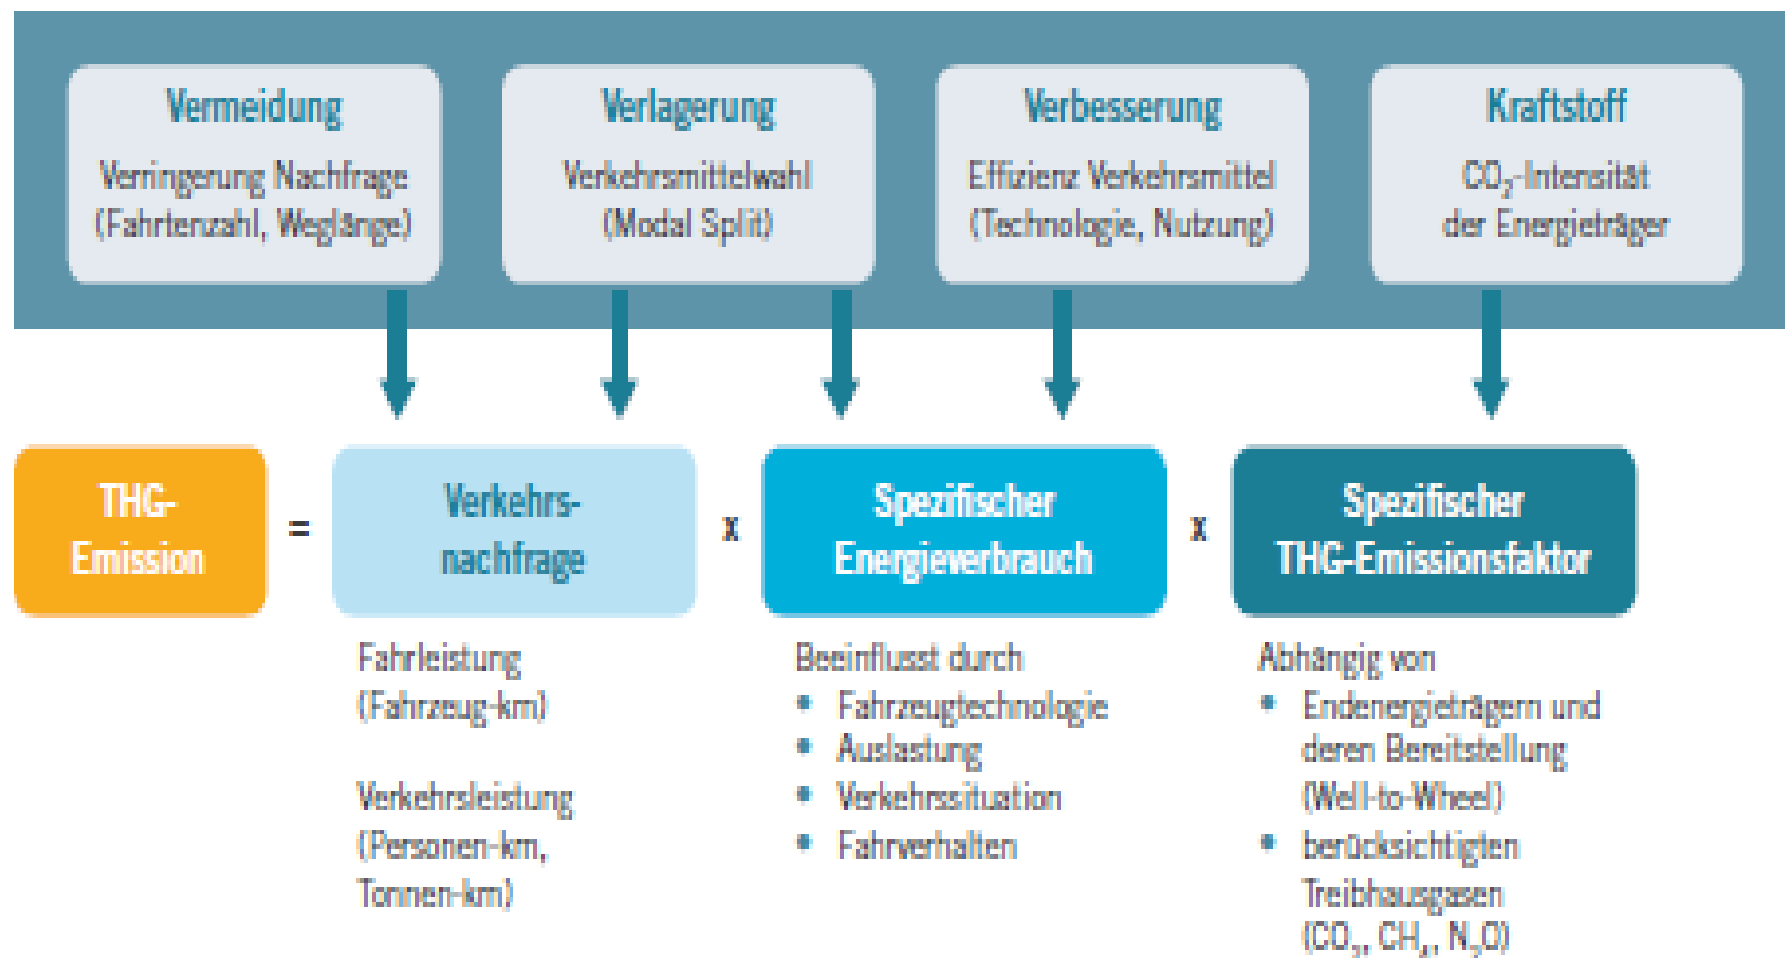 Vermeidung
Verringerung Nachfrage
(Fahrtenzahl, Weglänge)
Verlagerung
Verkehrsmittelwahl
(Modal Split)
Verbesserung
Effizienz Verkehrsmittel
(Technologie, Nutzung)
Kraftstoff
CO₂-Intensität
der Energieträger
THG-
Emission
=
Verkehrs-
nachfrage
x
Spezifischer
Energieverbrauch
x
Spezifischer
THG-Emissionsfaktor
Fahrleistung
(Fahrzeug-km)
Verkehrsleistung
(Personen-km,
Tonnen-km)
Beeinflusst durch
• Fahrzeugtechnologie
• Auslastung
• Verkehrssituation
• Fahrverhalten
Abhängig von
• Endenergieträgern und
deren Bereitstellung
(Well-to-Wheel)
• berücksichtigten
Treibhausgasen
(CO₂, CH₄, N₂O)